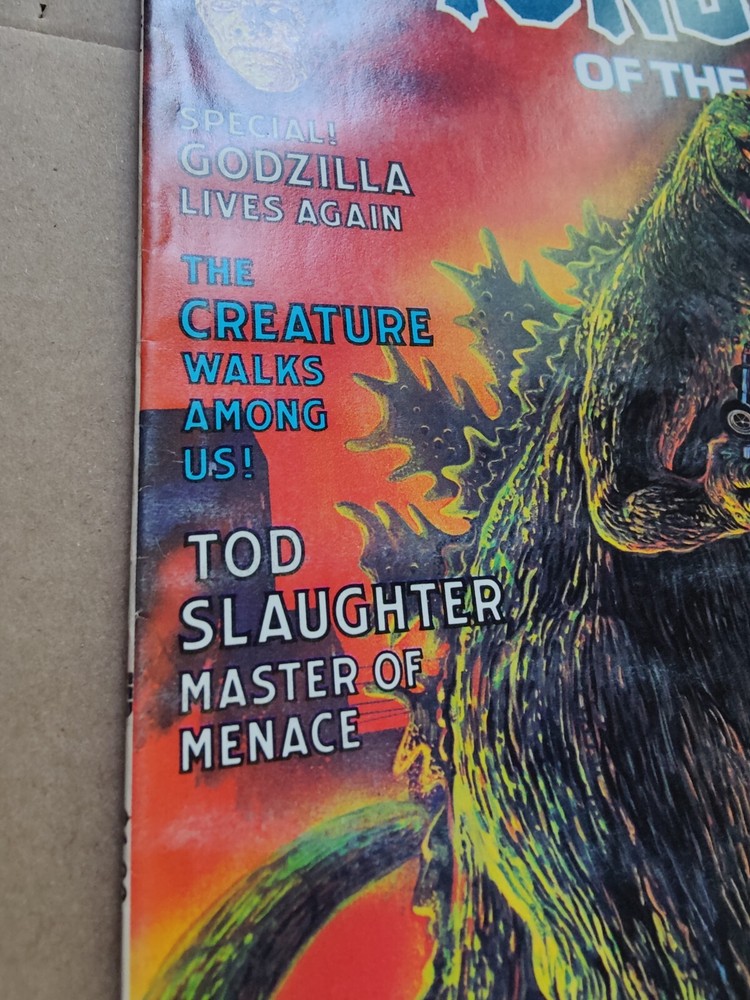 OF THE
SPECIAL!
GODZILLA
LIVES AGAIN
THE
CREATURE
WALKS
AMONG
US!
TOD
SLAUGHTER
MASTER OF
MENACE